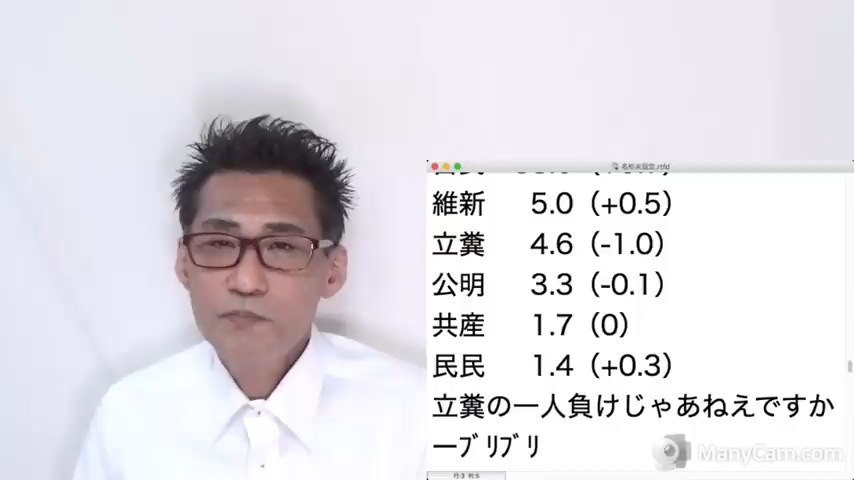 名称未設定.rtfd
維新 5.0（+0.5）
立糞 4.6（-1.0）
公明 3.3（-0.1）
共産 1.7（0）
民民 1.4（+0.3）
立糞の一人負けじゃあねえですか
ーﾌﾞﾘﾌﾞﾘ
ManyCam.com